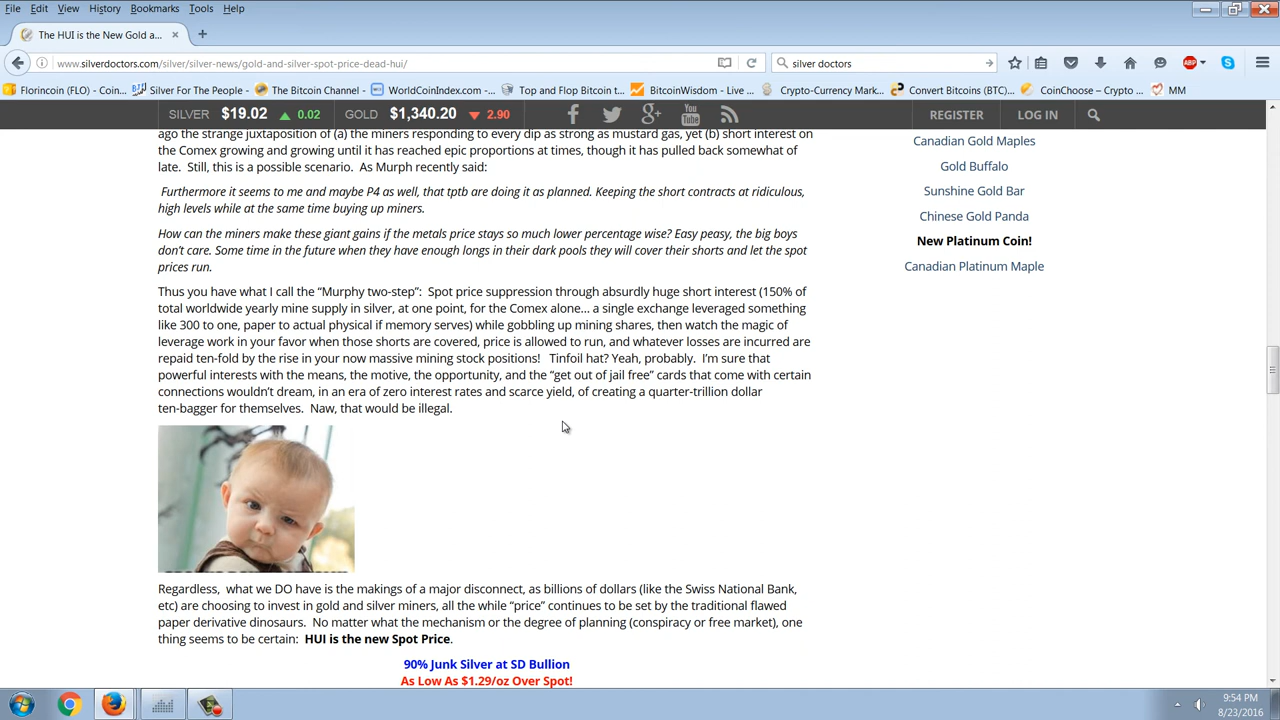 File Edit View History Bookmarks Tools Help
The HUI is the New Gold a...
www.silverdoctors.com/silver/silver-news/gold-and-silver-spot-price-dead-hui/
silver doctors
ABP
Florincoin (FLO) - Coin...
Silver For The People -
The Bitcoin Channel -
WorldCoinIndex.com -
Top and Flop Bitcoin t...
BitcoinWisdom - Live ...
Crypto-Currency Mark...
Convert Bitcoins (BTC)...
CoinChoose – Crypto ...
MM
SILVER $19.02 0.02 GOLD $1,340.20 2.90
You Tube
REGISTER LOG IN
ago the strange juxtaposition of (a) the miners responding to every dip as strong as mustard gas, yet (b) short interest on
the Comex growing and growing until it has reached epic proportions at times, though it has pulled back somewhat of
late. Still, this is a possible scenario. As Murph recently said:
Furthermore it seems to me and maybe P4 as well, that tptb are doing it as planned. Keeping the short contracts at ridiculous,
high levels while at the same time buying up miners.
How can the miners make these giant gains if the metals price stays so much lower percentage wise? Easy peasy, the big boys
don't care. Some time in the future when they have enough longs in their dark pools they will cover their shorts and let the spot
prices run.
Thus you have what I call the “Murphy two-step”: Spot price suppression through absurdly huge short interest (150% of
total worldwide yearly mine supply in silver, at one point, for the Comex alone... a single exchange leveraged something
like 300 to one, paper to actual physical if memory serves) while gobbling up mining shares, then watch the magic of
leverage work in your favor when those shorts are covered, price is allowed to run, and whatever losses are incurred are
repaid ten-fold by the rise in your now massive mining stock positions! Tinfoil hat? Yeah, probably. I'm sure that
powerful interests with the means, the motive, the opportunity, and the “get out of jail free” cards that come with certain
connections wouldn't dream, in an era of zero interest rates and scarce yield, of creating a quarter-trillion dollar
ten-bagger for themselves. Naw, that would be illegal.
Regardless, what we DO have is the makings of a major disconnect, as billions of dollars (like the Swiss National Bank,
etc) are choosing to invest in gold and silver miners, all the while “price” continues to be set by the traditional flawed
paper derivative dinosaurs. No matter what the mechanism or the degree of planning (conspiracy or free market), one
thing seems to be certain: HUI is the new Spot Price.
90% Junk Silver at SD Bullion
As Low As $1.29/oz Over Spot!
Canadian Gold Maples
Gold Buffalo
Sunshine Gold Bar
Chinese Gold Panda
New Platinum Coin!
Canadian Platinum Maple
9:54 PM
8/23/2016